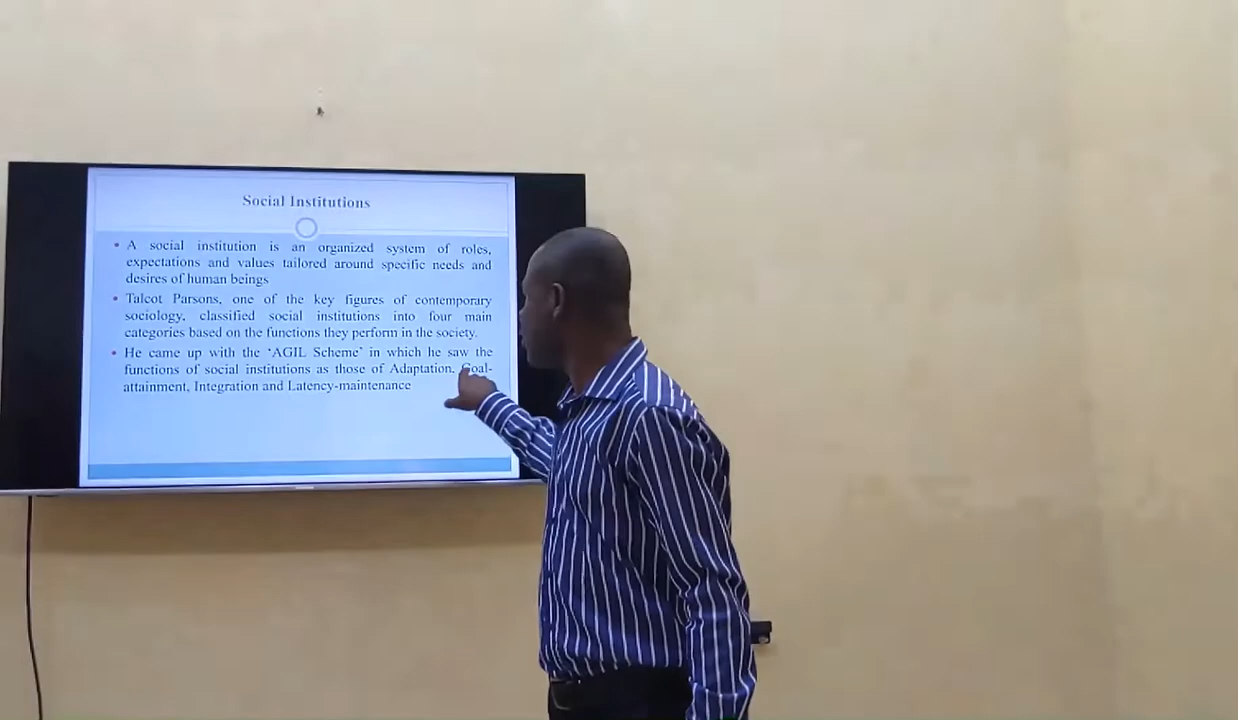 Social Institutions
• A social institution is an organized system of roles,
expectations and values tailored around specific needs and
desires of human beings
• Talcot Parsons, one of the key figures of contemporary
sociology, classified social institutions into four main
categories based on the functions they perform in the society.
• He came up with the ‘AGIL Scheme’ in which he saw the
functions of social institutions as those of Adaptation, Goal-
attainment, Integration and Latency-maintenance